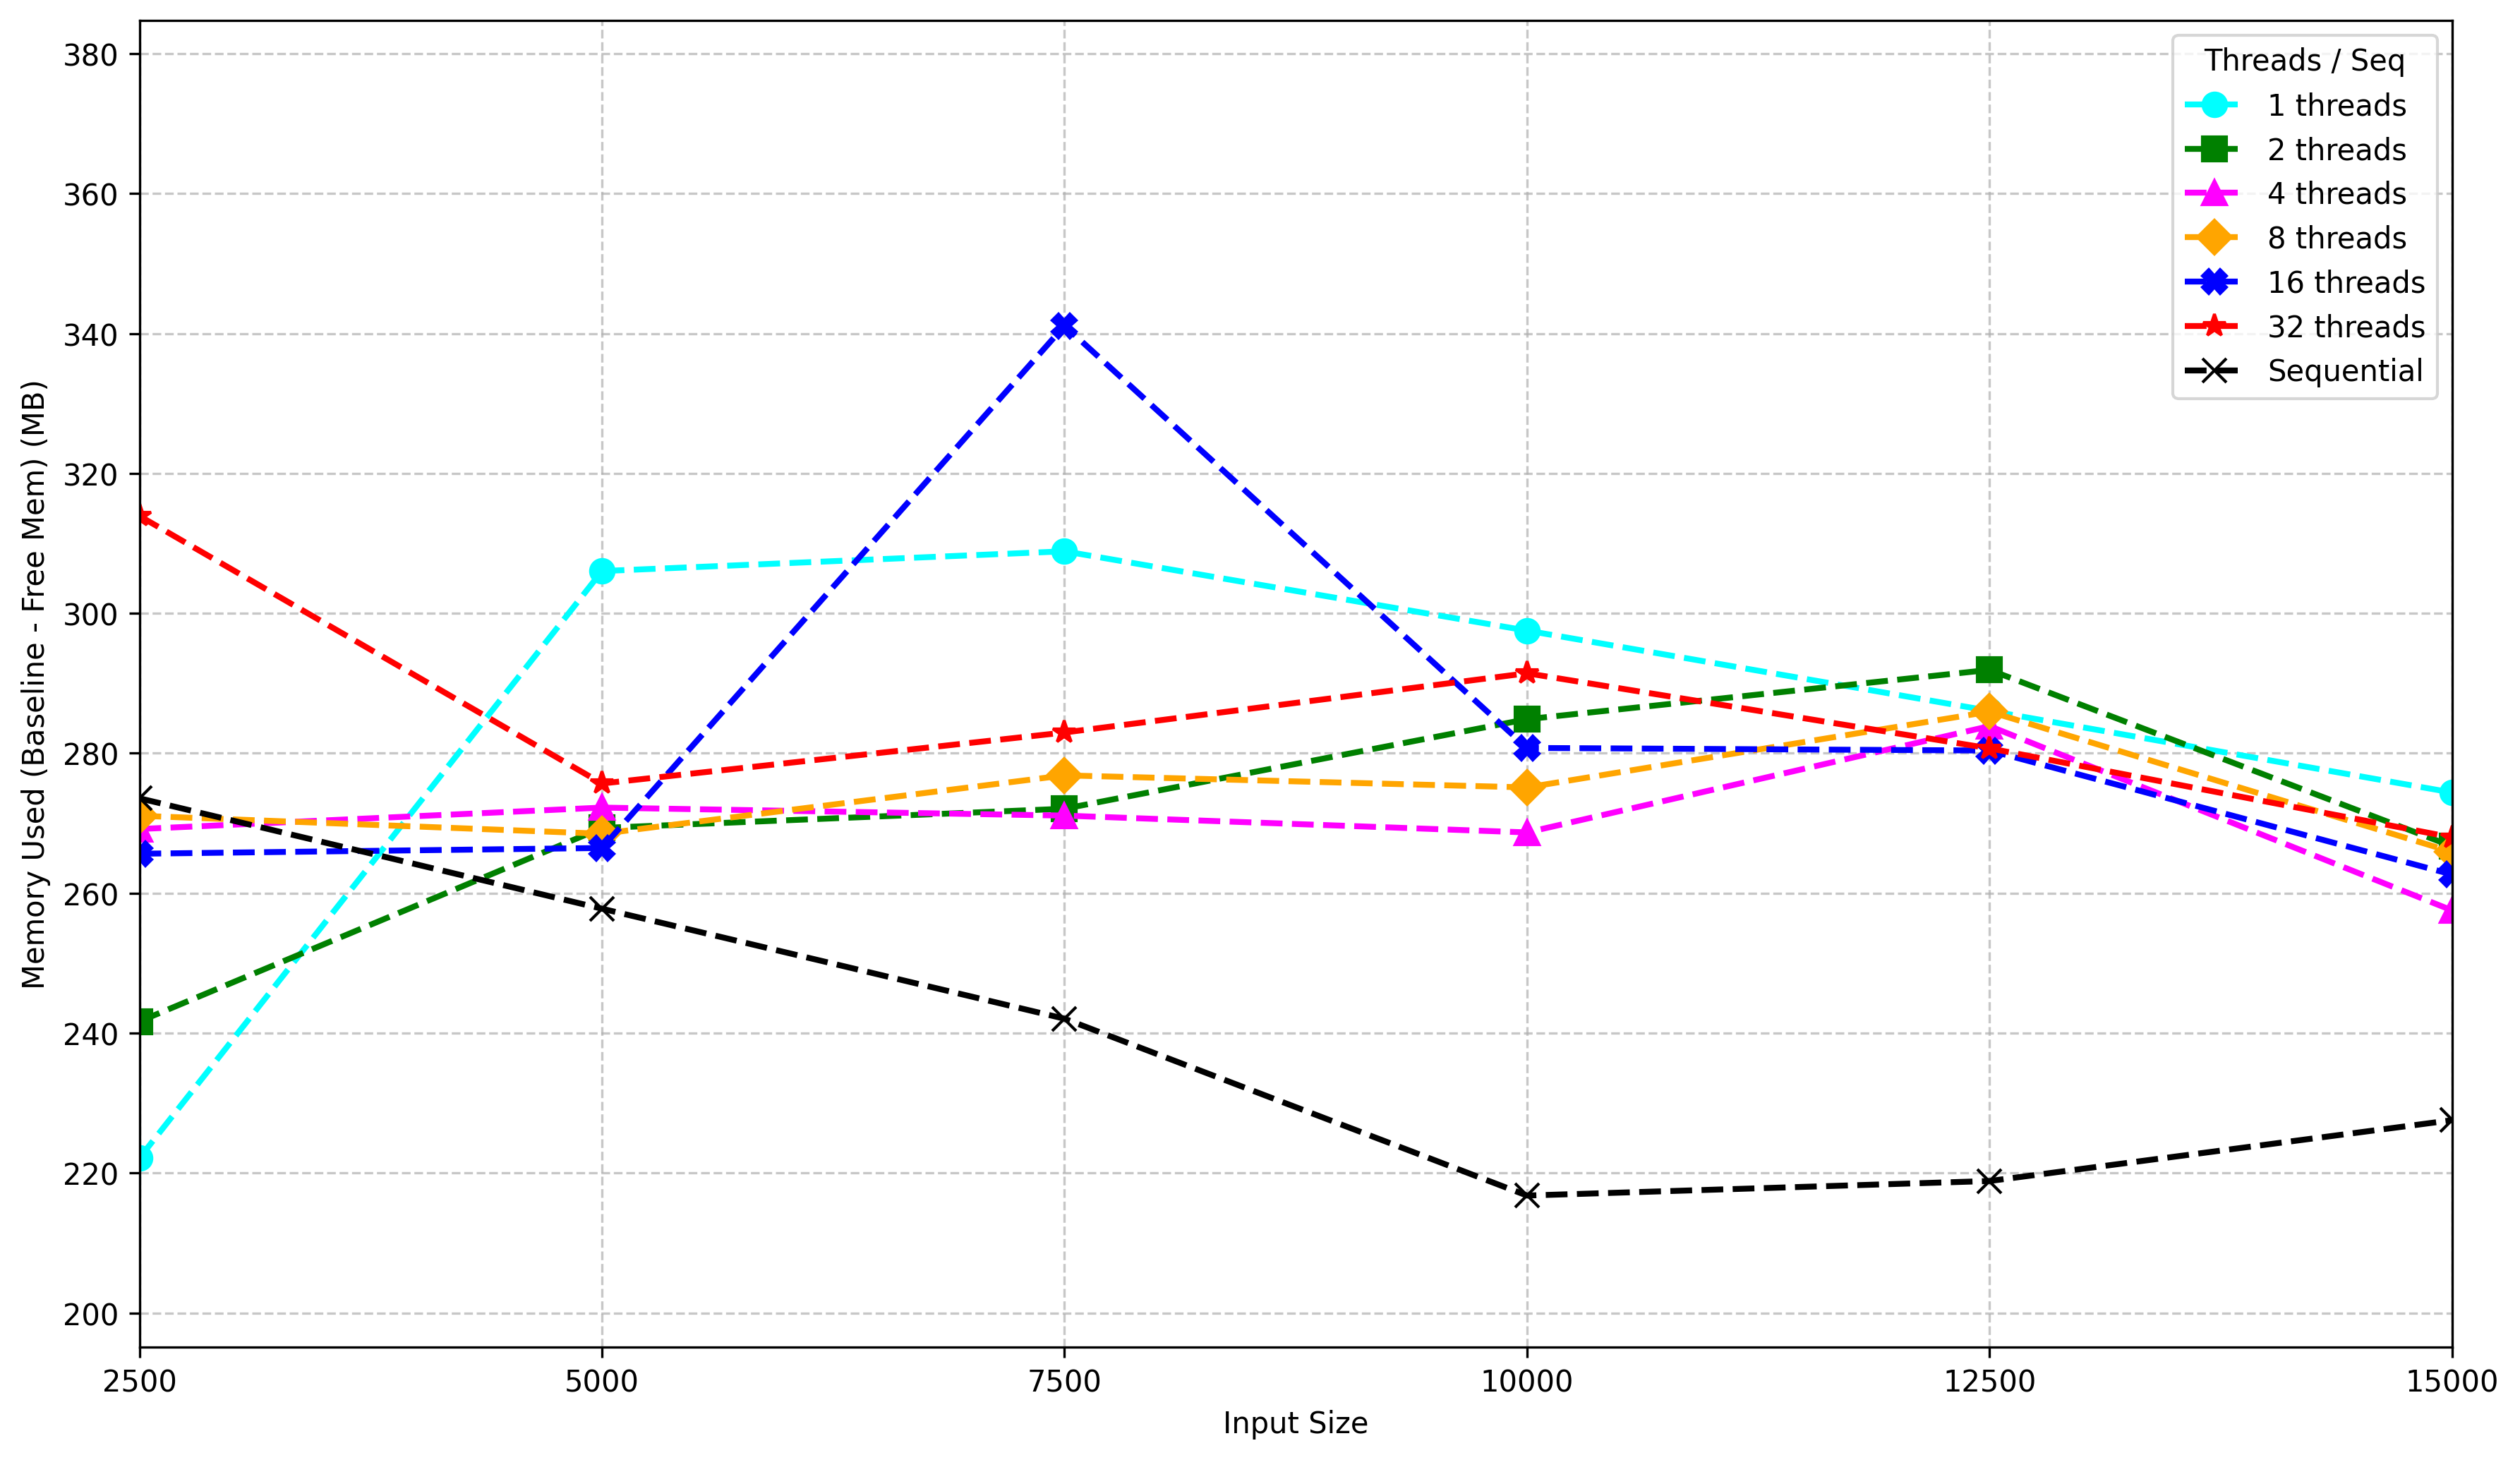 380
360
340
320
300
280
260
240
220
200
Memory Used (Baseline - Free Mem) (MB)
Threads / Seq
1 threads
2 threads
4 threads
8 threads
16 threads
32 threads
Sequential
2500 5000 7500 10000 12500 15000
Input Size